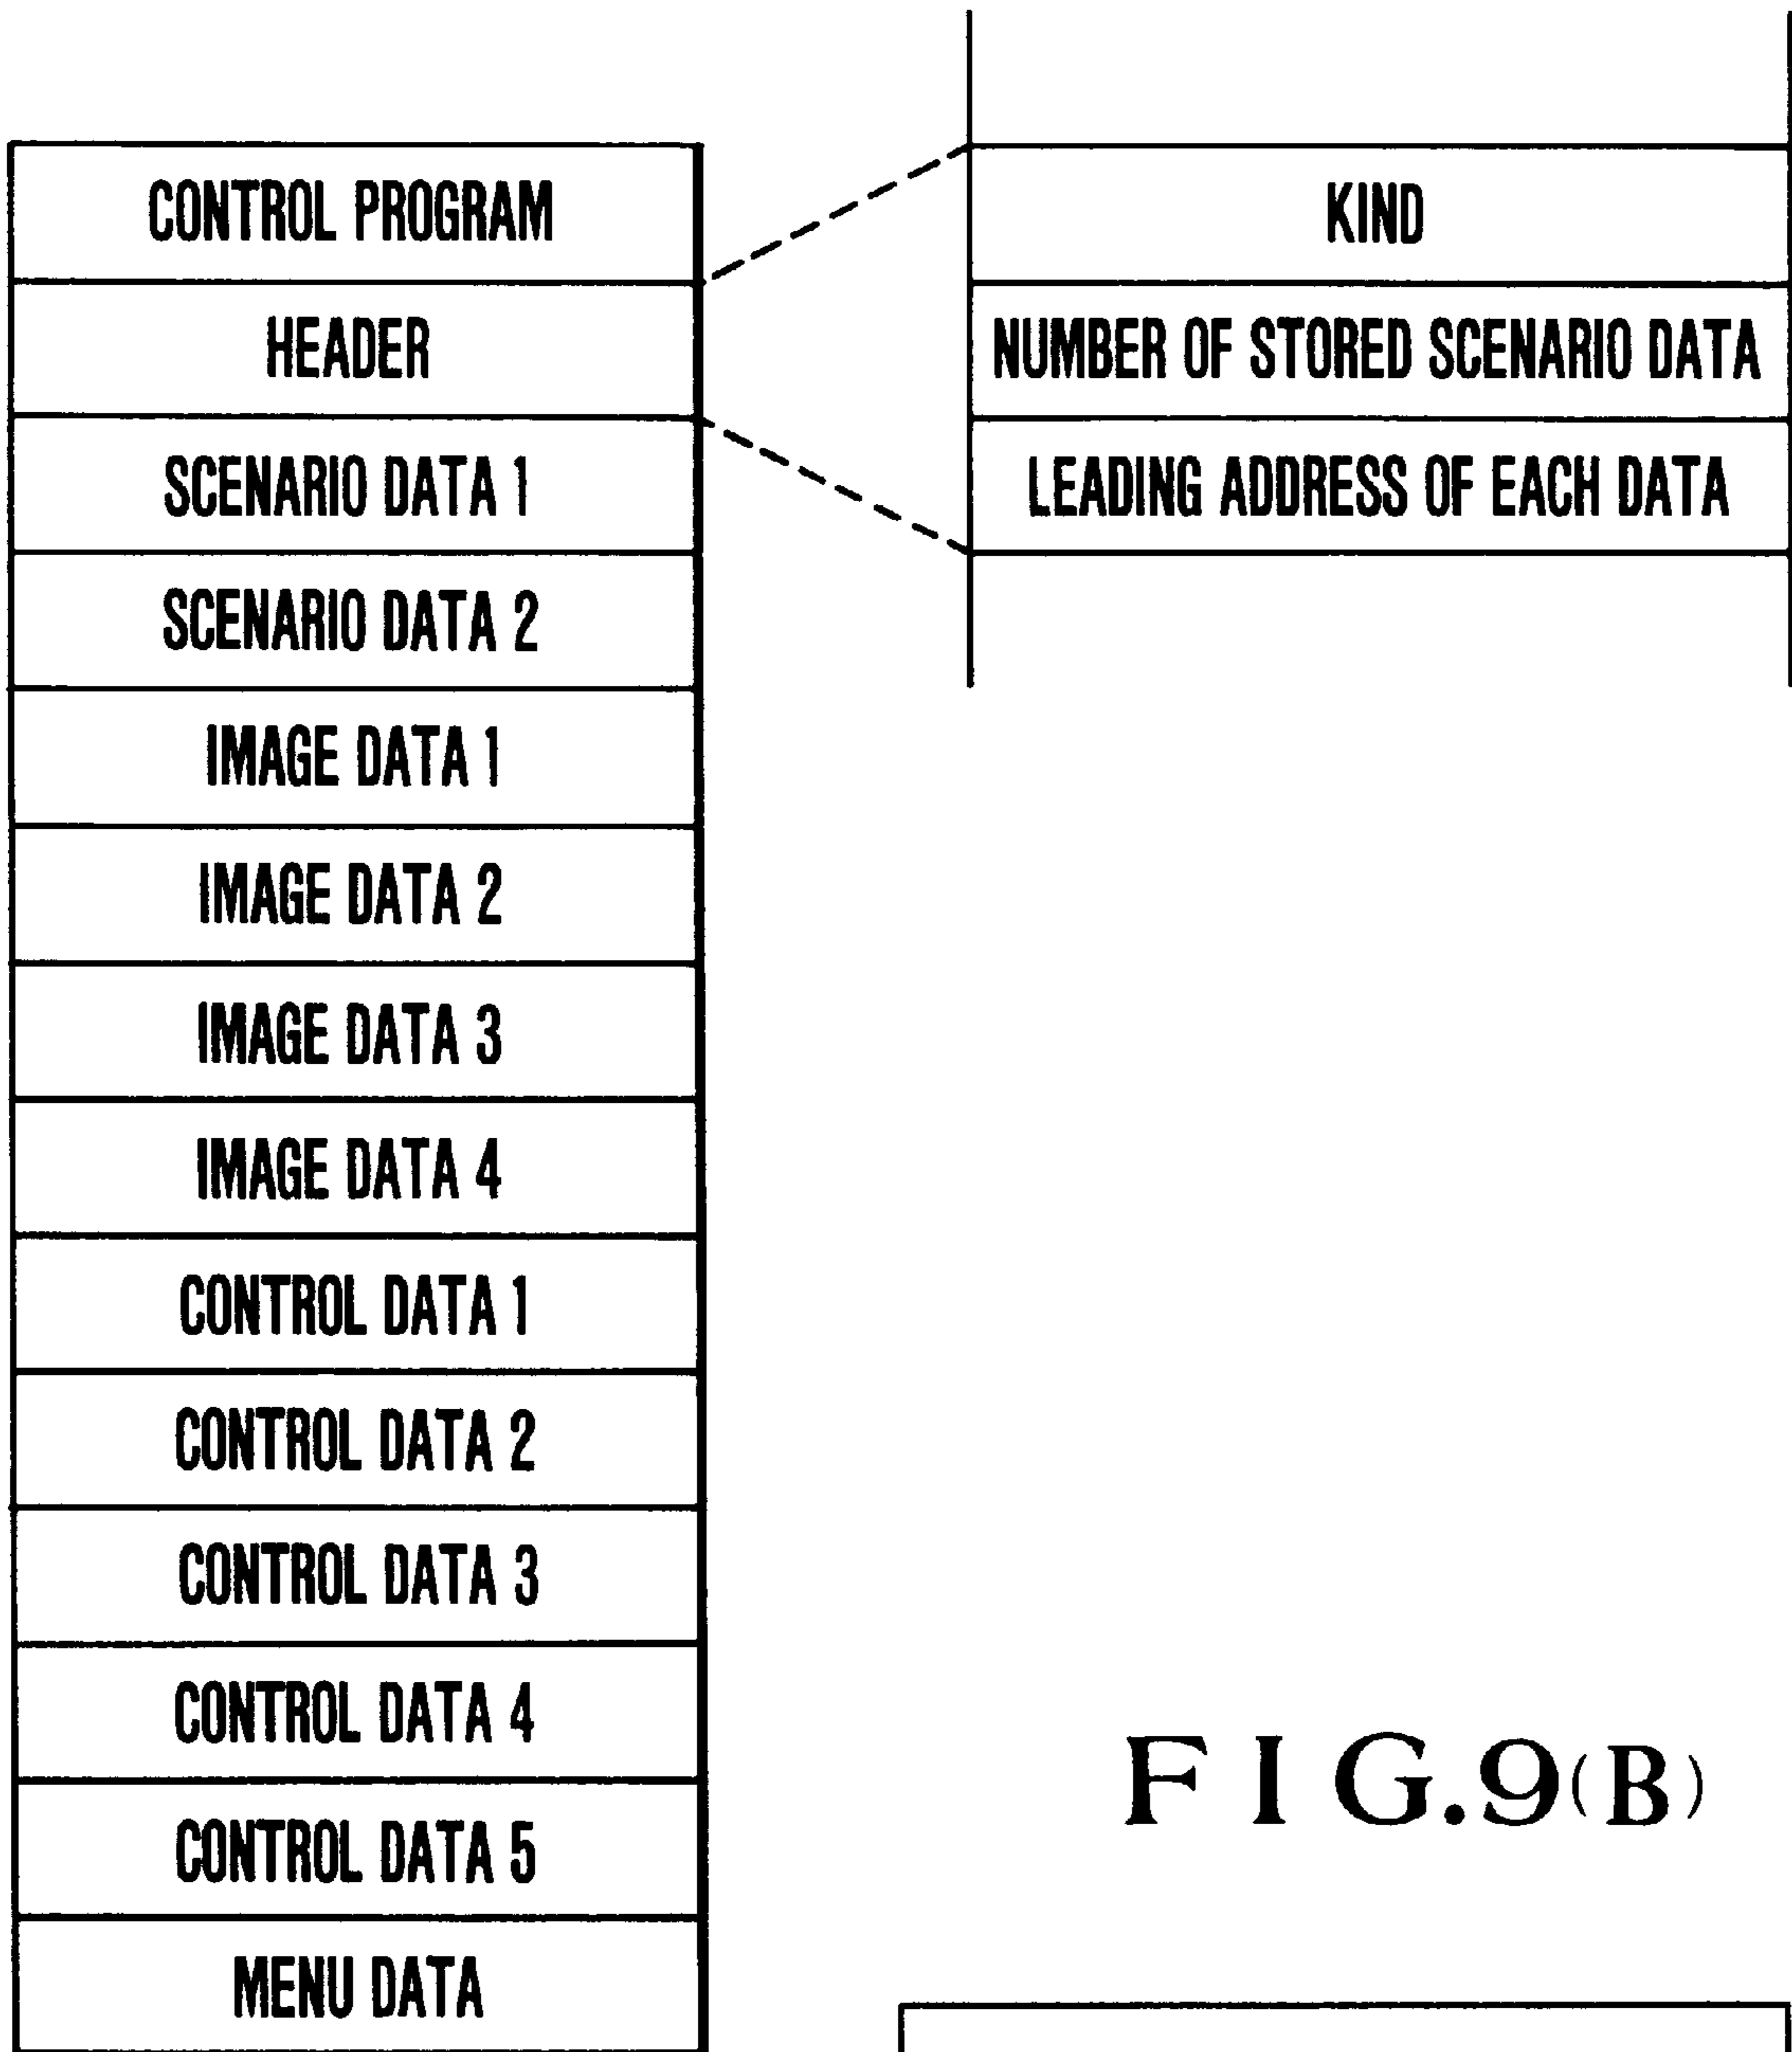 CONTROL PROGRAM
HEADER
SCENARIO DATA 1
SCENARIO DATA 2
IMAGE DATA 1
IMAGE DATA 2
IMAGE DATA 3
IMAGE DATA 4
CONTROL DATA 1
CONTROL DATA 2
CONTROL DATA 3
CONTROL DATA 4
CONTROL DATA 5
MENU DATA
KIND
NUMBER OF STORED SCENARIO DATA
LEADING ADDRESS OF EACH DATA
FIG.9(B)